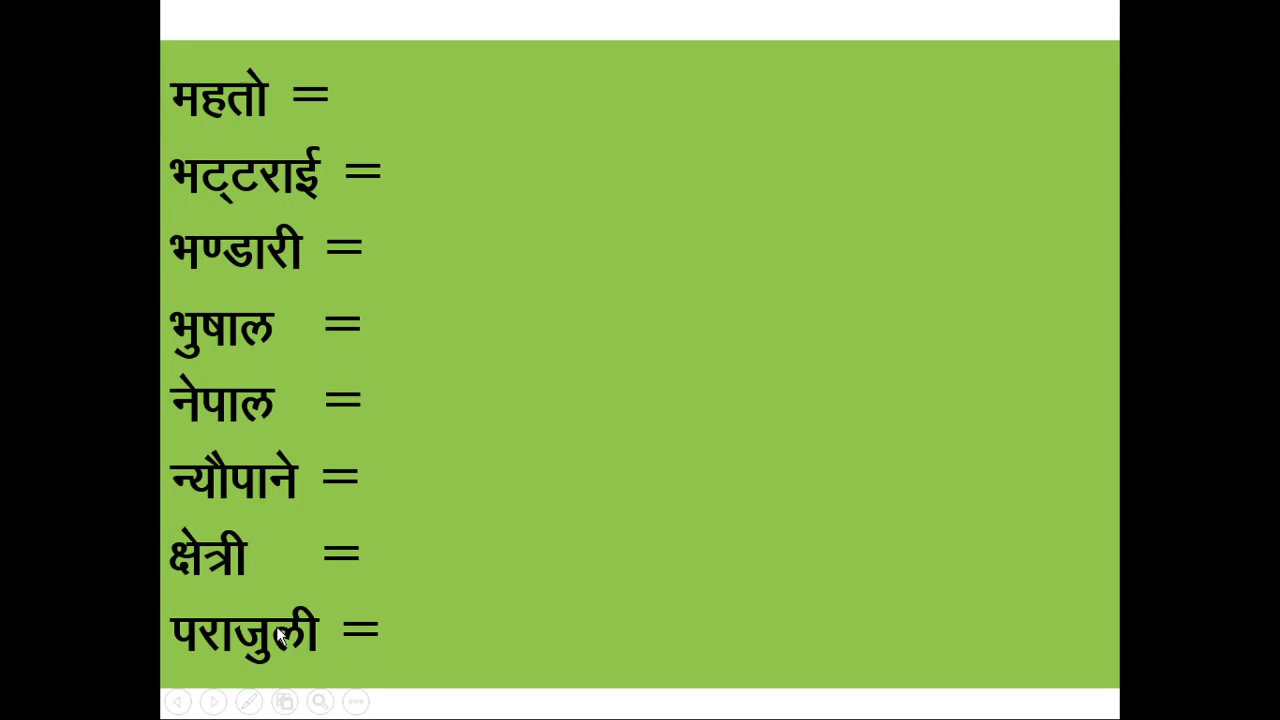 महतो =
भट्टराई =
भण्डारी =
भुषाल =
नेपाल =
न्यौपाने =
क्षेत्री =
पराजुली =